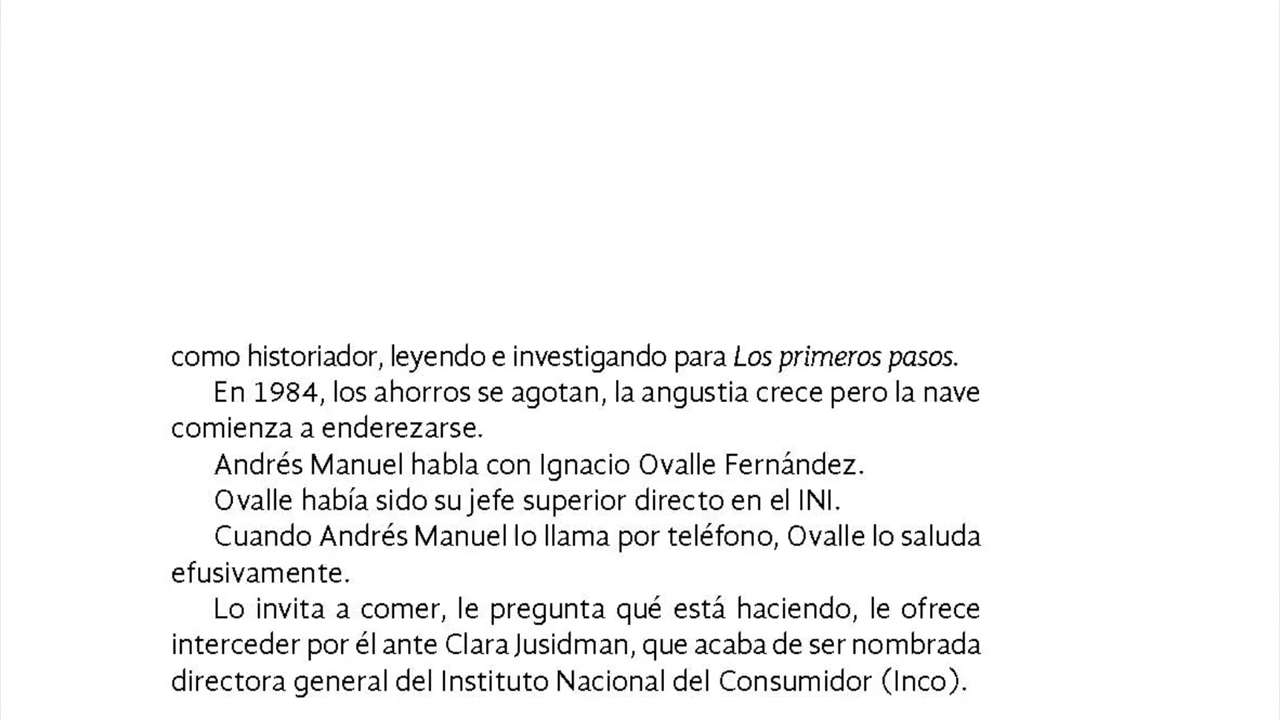 como historiador, leyendo e investigando para Los primeros pasos.
En 1984, los ahorros se agotan, la angustia crece pero la nave
comienza a enderezarse.
Andrés Manuel habla con Ignacio Ovalle Fernández.
Ovalle había sido su jefe superior directo en el INI.
Cuando Andrés Manuel lo llama por teléfono, Ovalle lo saluda
efusivamente.
Lo invita a comer, le pregunta qué está haciendo, le ofrece
interceder por él ante Clara Jusidman, que acaba de ser nombrada
directora general del Instituto Nacional del Consumidor (Inco).